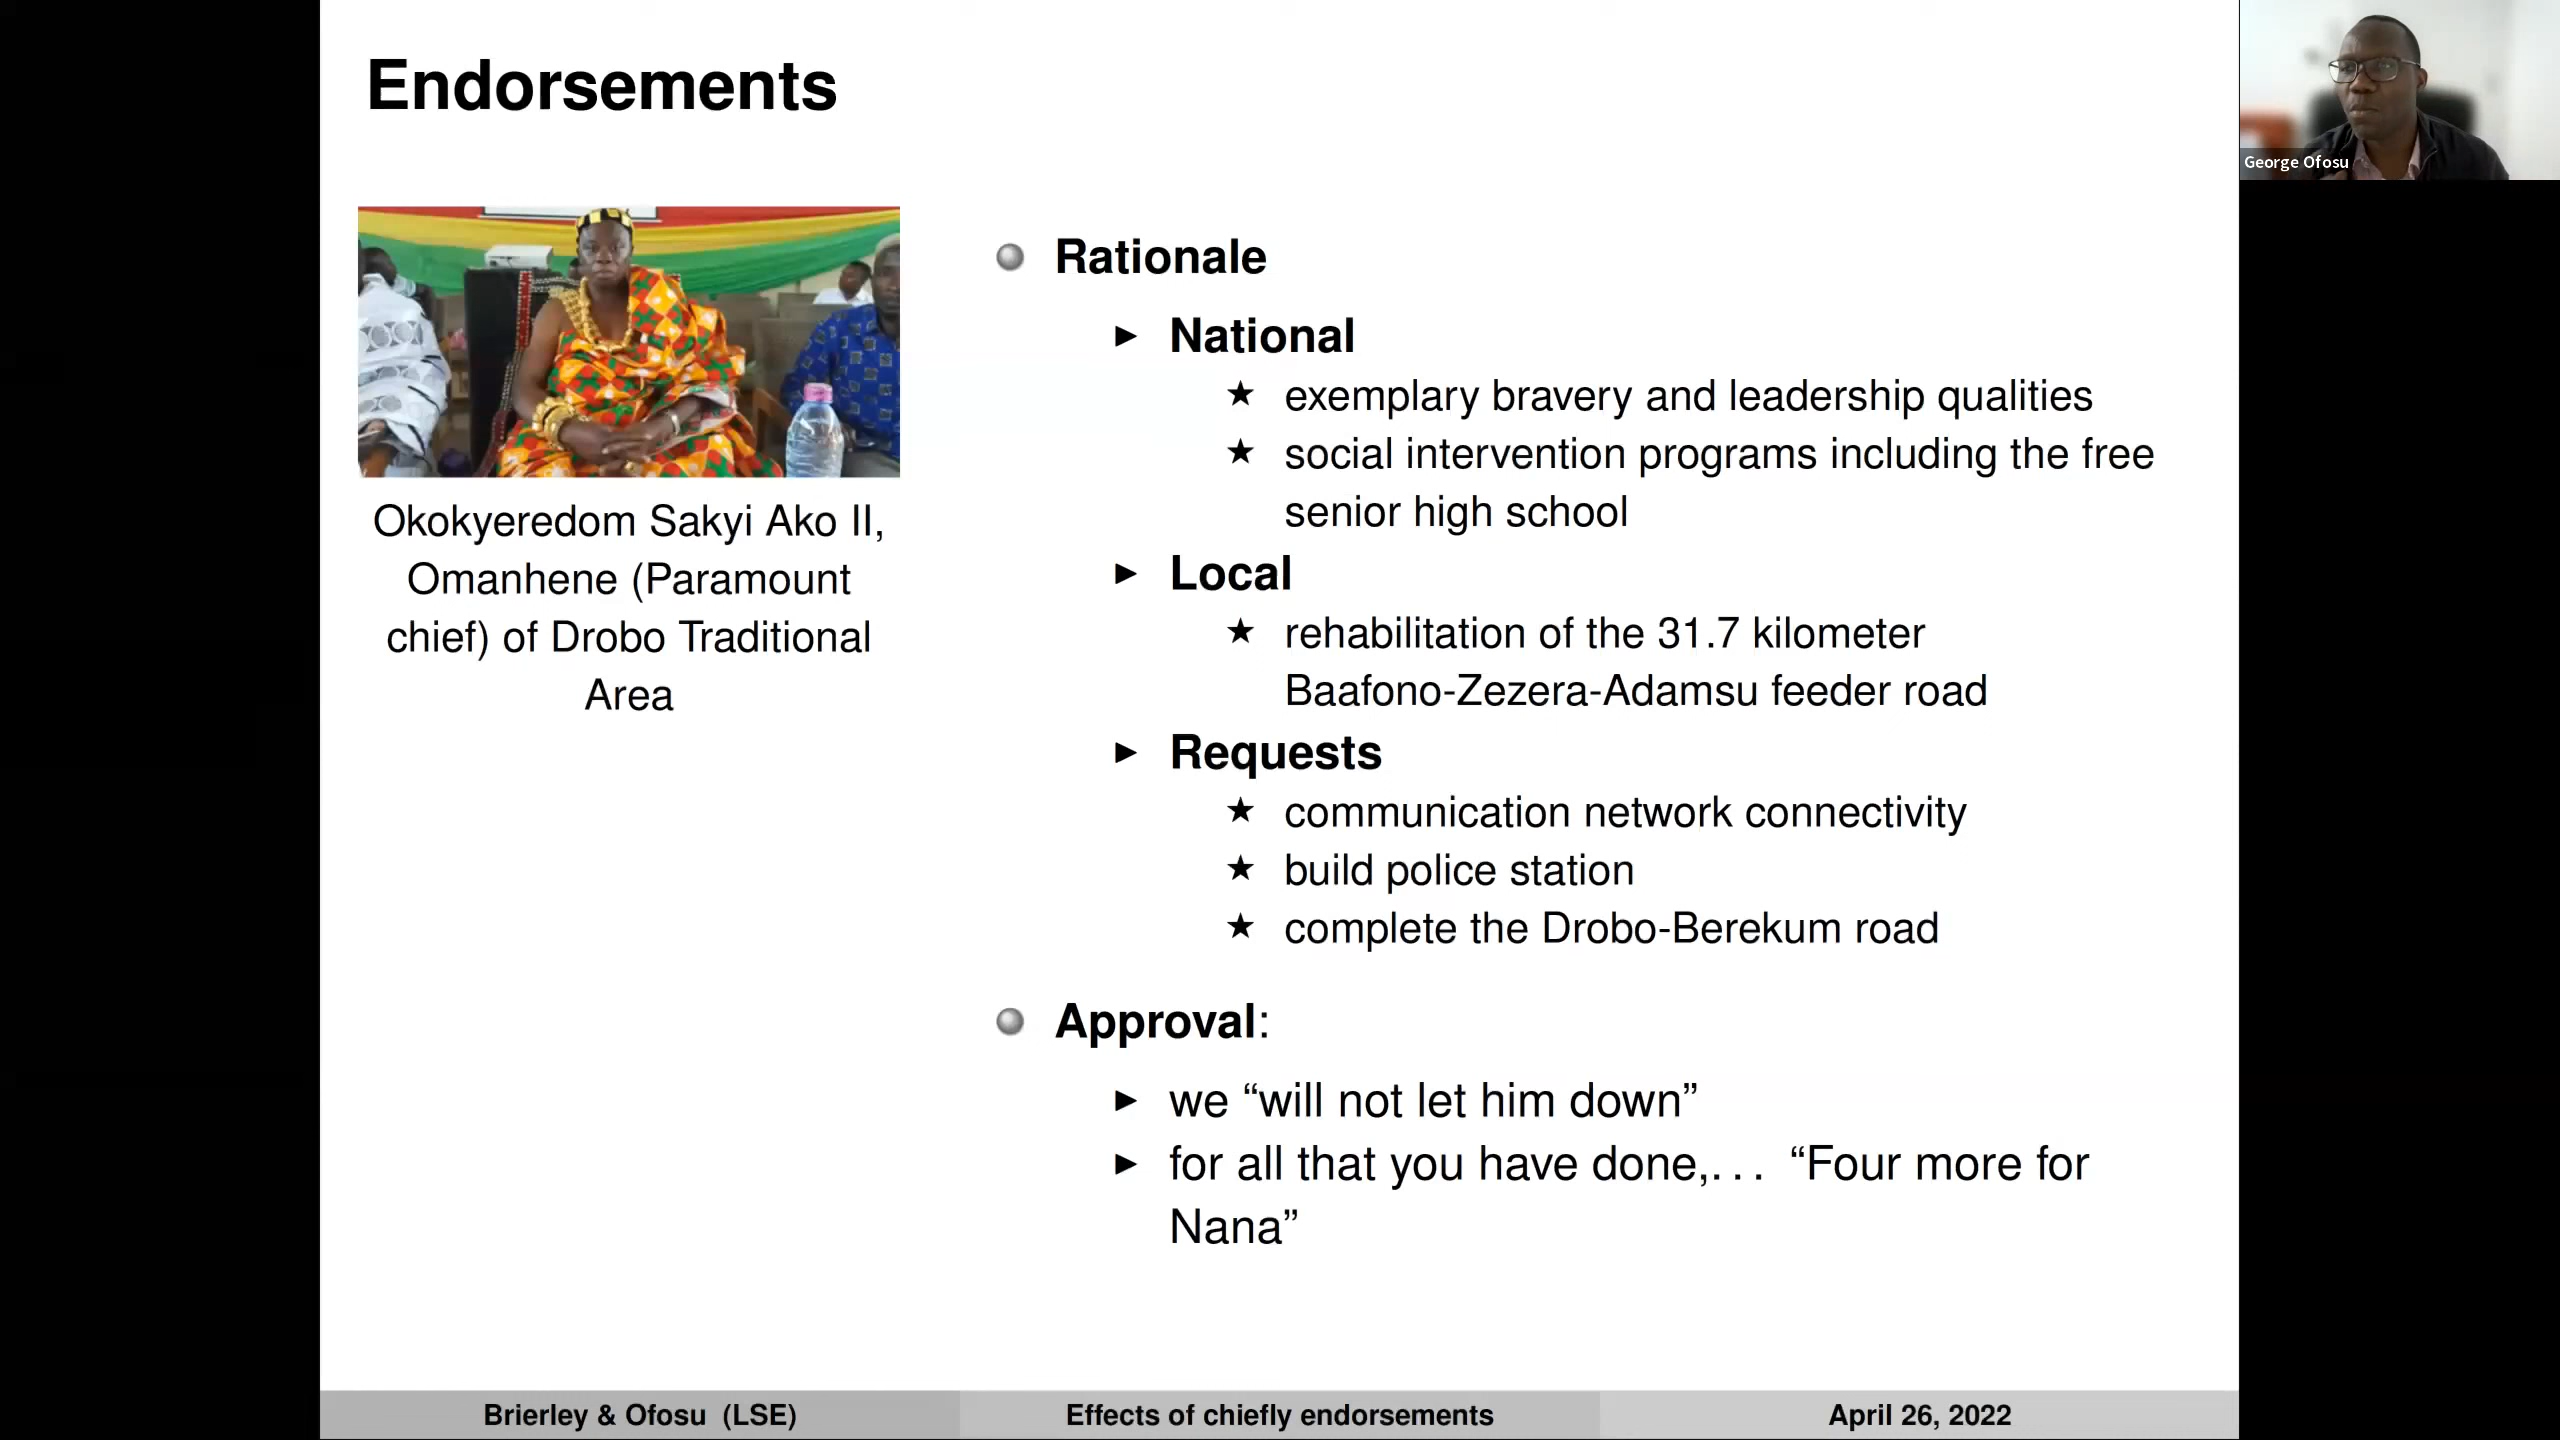 Endorsements
George Ofosu
Okokyeredom Sakyi Ako II,
Omanhene (Paramount
chief) of Drobo Traditional
Area
Rationale
National
exemplary bravery and leadership qualities
social intervention programs including the free
senior high school
Local
rehabilitation of the 31.7 kilometer
Baafono-Zezera-Adamsu feeder road
Requests
communication network connectivity
build police station
complete the Drobo-Berekum road
Approval:
we “will not let him down”
for all that you have done,... “Four more for
Nana”
Brierley & Ofosu (LSE)
Effects of chiefly endorsements
April 26, 2022